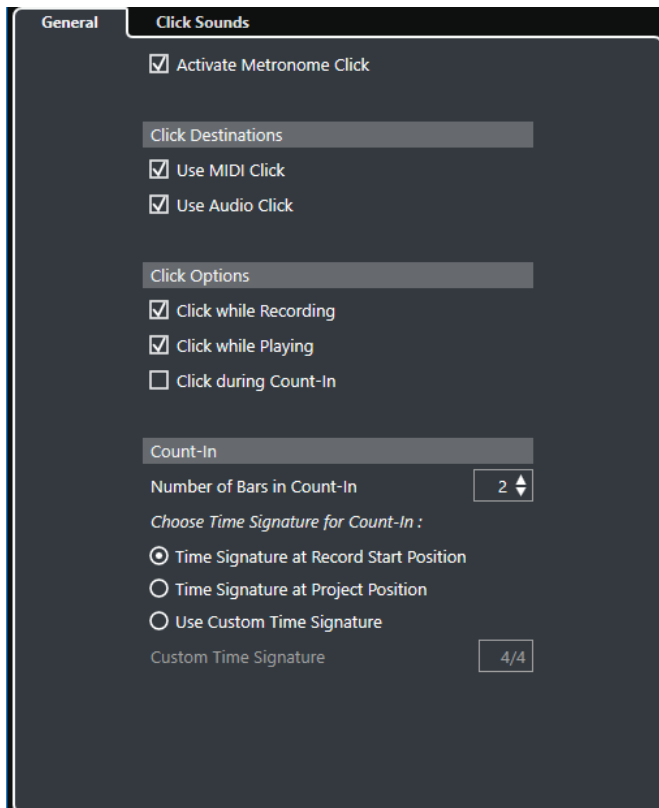 General Click Sounds
Activate Metronome Click
Click Destinations
Use MIDI Click
Use Audio Click
Click Options
Click while Recording
Click while Playing
Click during Count-In
Count-In
Number of Bars in Count-In 2
Choose Time Signature for Count-In :
Time Signature at Record Start Position
Time Signature at Project Position
Use Custom Time Signature
Custom Time Signature 4/4